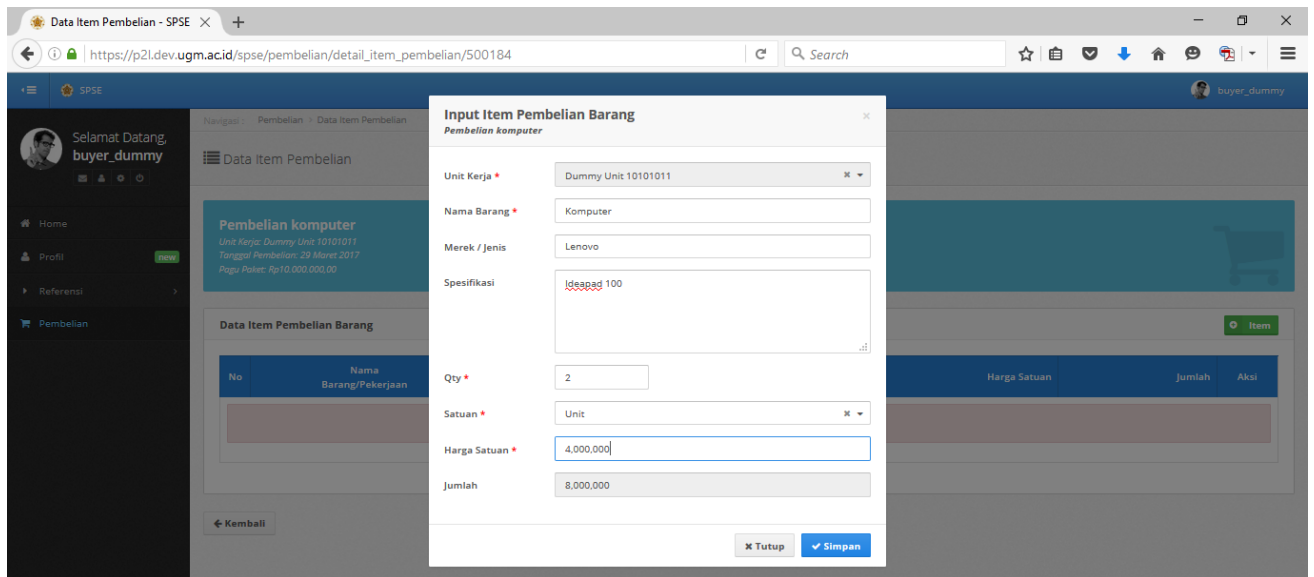 Data Item Pembelian - SPSE
https://p2l.dev.ugm.ac.id/spse/pembelian/detail_item_pembelian/500184
Search
SPSE
buyer_dummy
Selamat Datang,
buyer_dummy
Home
Profil
new
Referensi
Pembelian
Navigasi : Pembelian > Data Item Pembelian
Data Item Pembelian
Pembelian komputer
Unit Kerja: Dummy Unit 10101011
Tanggal Pembelian: 29 Maret 2017
Pagu Paket: Rp10.000.000,00
Data Item Pembelian Barang
Item
No
Nama
Barang/Pekerjaan
Harga Satuan
Jumlah
Aksi
Kembali
Input Item Pembelian Barang
Pembelian komputer
Unit Kerja *
Dummy Unit 10101011
Nama Barang *
Komputer
Merek / Jenis
Lenovo
Spesifikasi
Ideapad 100
Qty *
2
Satuan *
Unit
Harga Satuan *
4,000,000
Jumlah
8,000,000
Tutup
Simpan